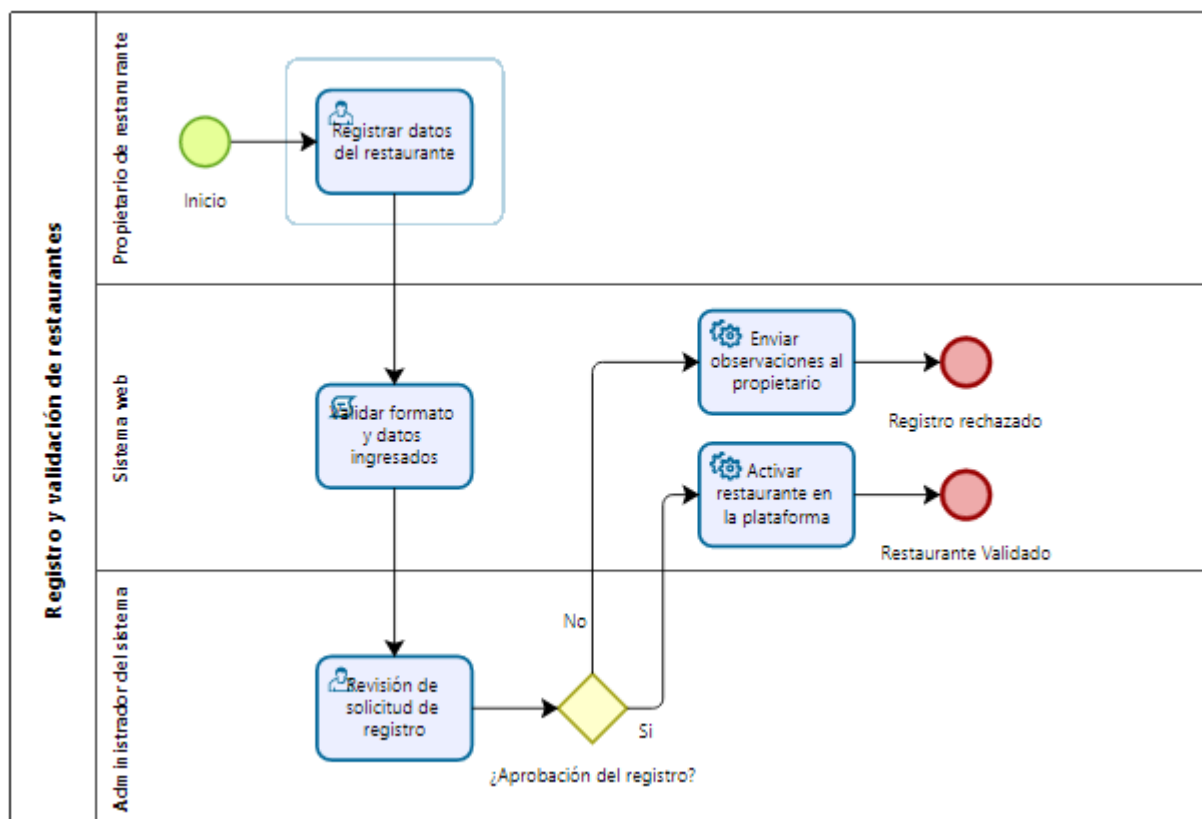 Registro y validación de restaurantes
Propietario de restaurante
Inicio
Registrar datos
del restaurante
Sistema web
Validar formato
y datos
ingresados
Enviar
observaciones al
propietario
Registro rechazado
Activar
restaurante en
la plataforma
Restaurante Validado
Administrador del sistema
Revisión de
solicitud de
registro
No
Si
¿Aprobación del registro?